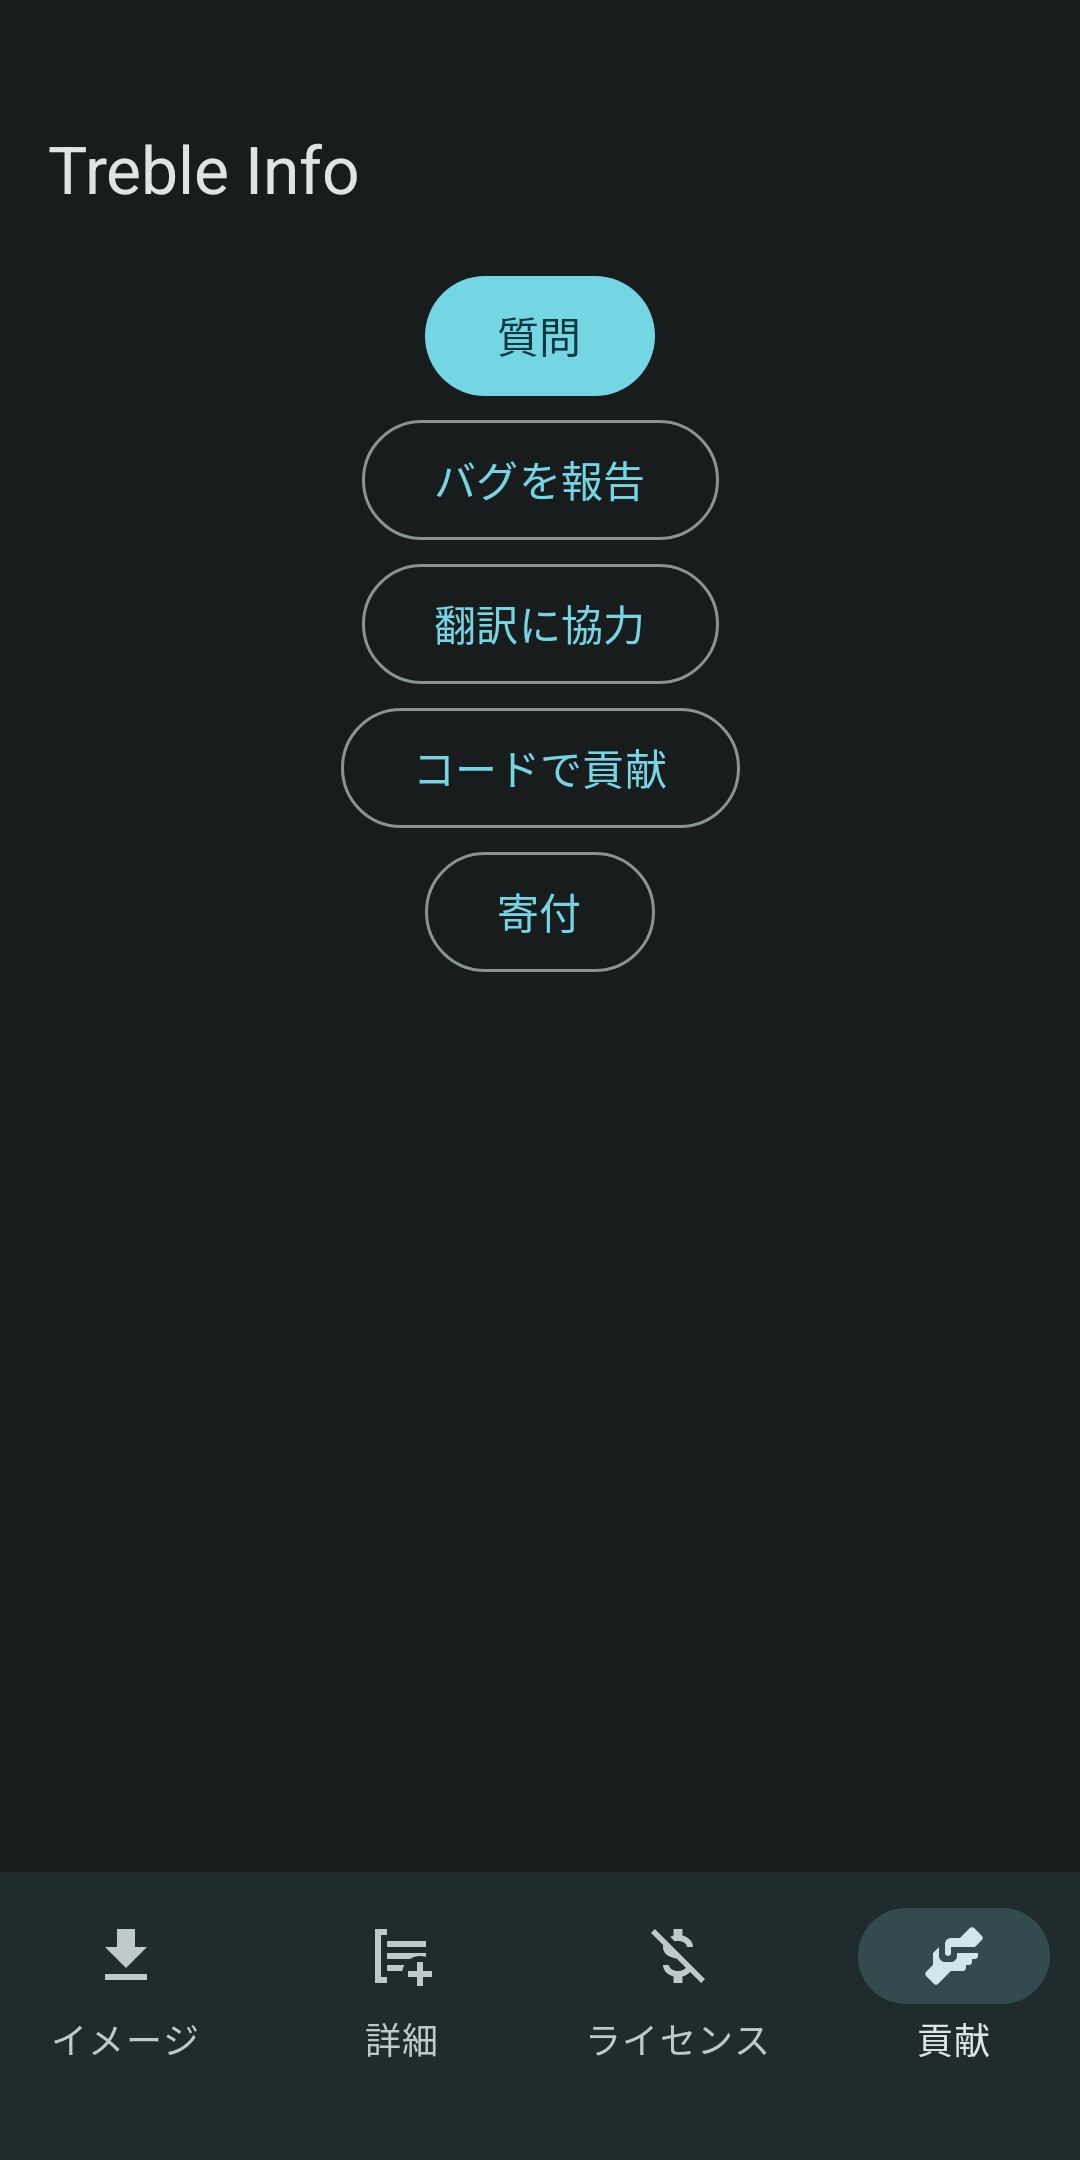 Treble Info
質問
バグを報告
翻訳に協力
コードで貢献
寄付
イメージ
詳細
ライセンス
貢献